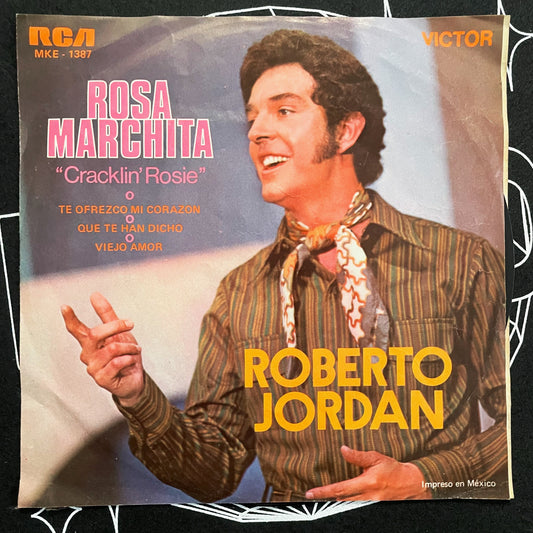 RCA
VICTOR
MKE - 1387
ROSA
MARCHITA
"Cracklin' Rosie"
TE OFREZCO MI CORAZON
QUE TE HAN DICHO
VIEJO AMOR
ROBERTO
JORDAN
Impreso en México